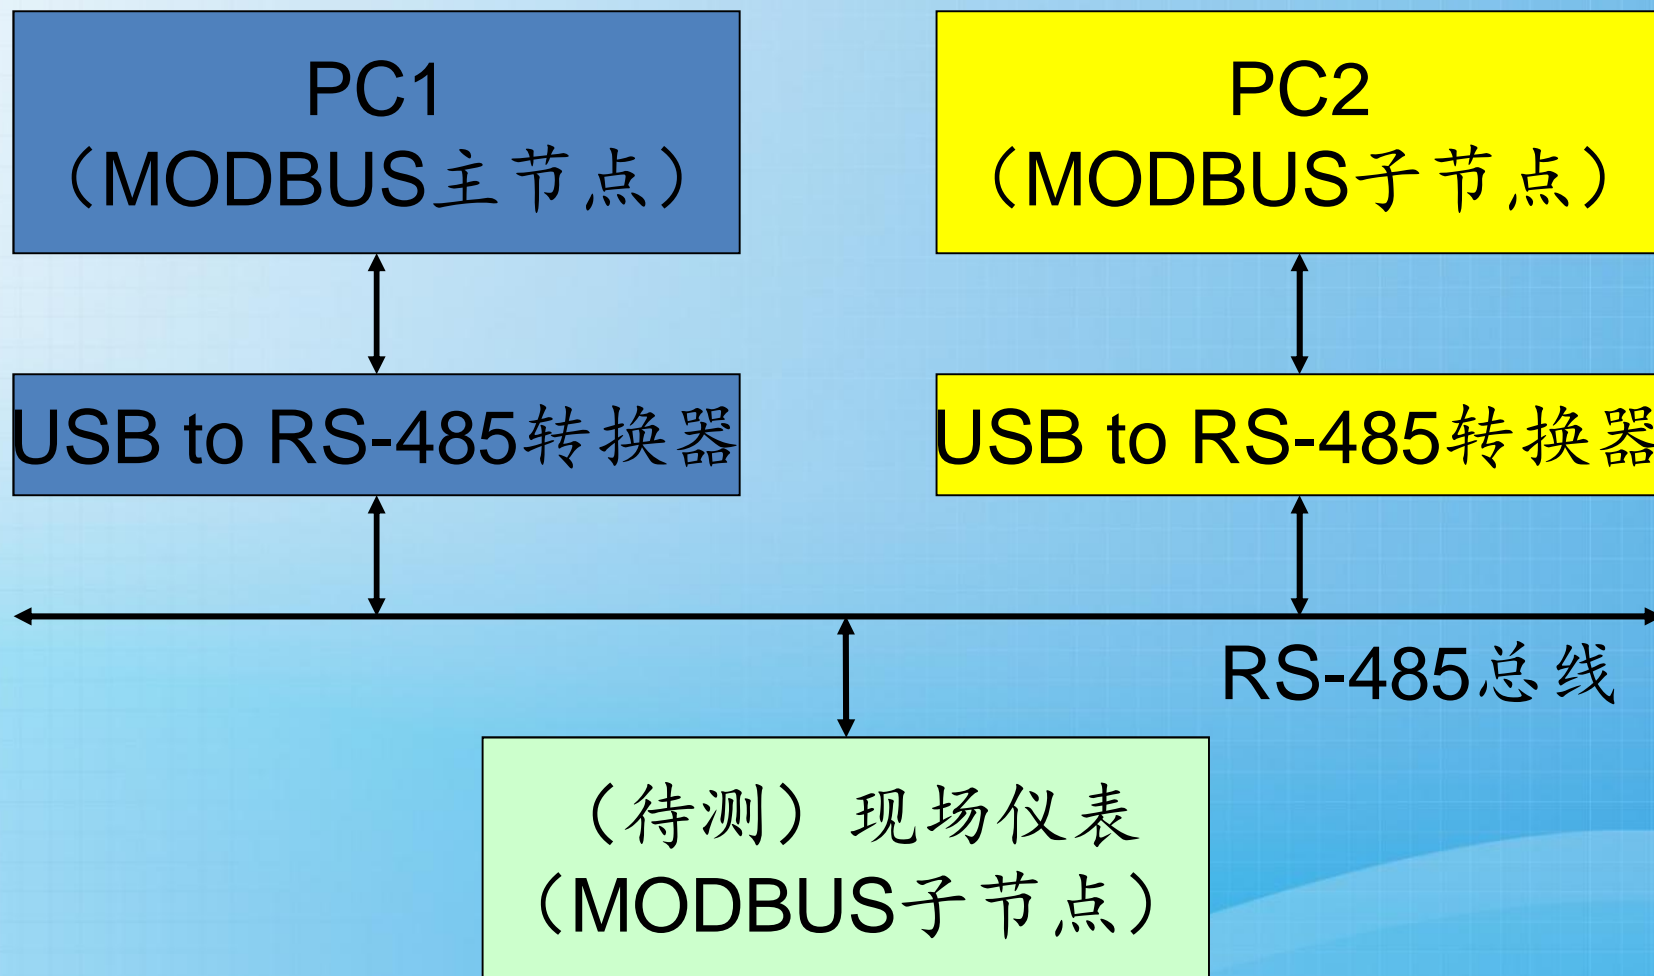 PC1
（MODBUS主节点）
PC2
（MODBUS子节点）
USB to RS-485转换器
USB to RS-485转换器
RS-485总线
（待测）现场仪表
（MODBUS子节点）